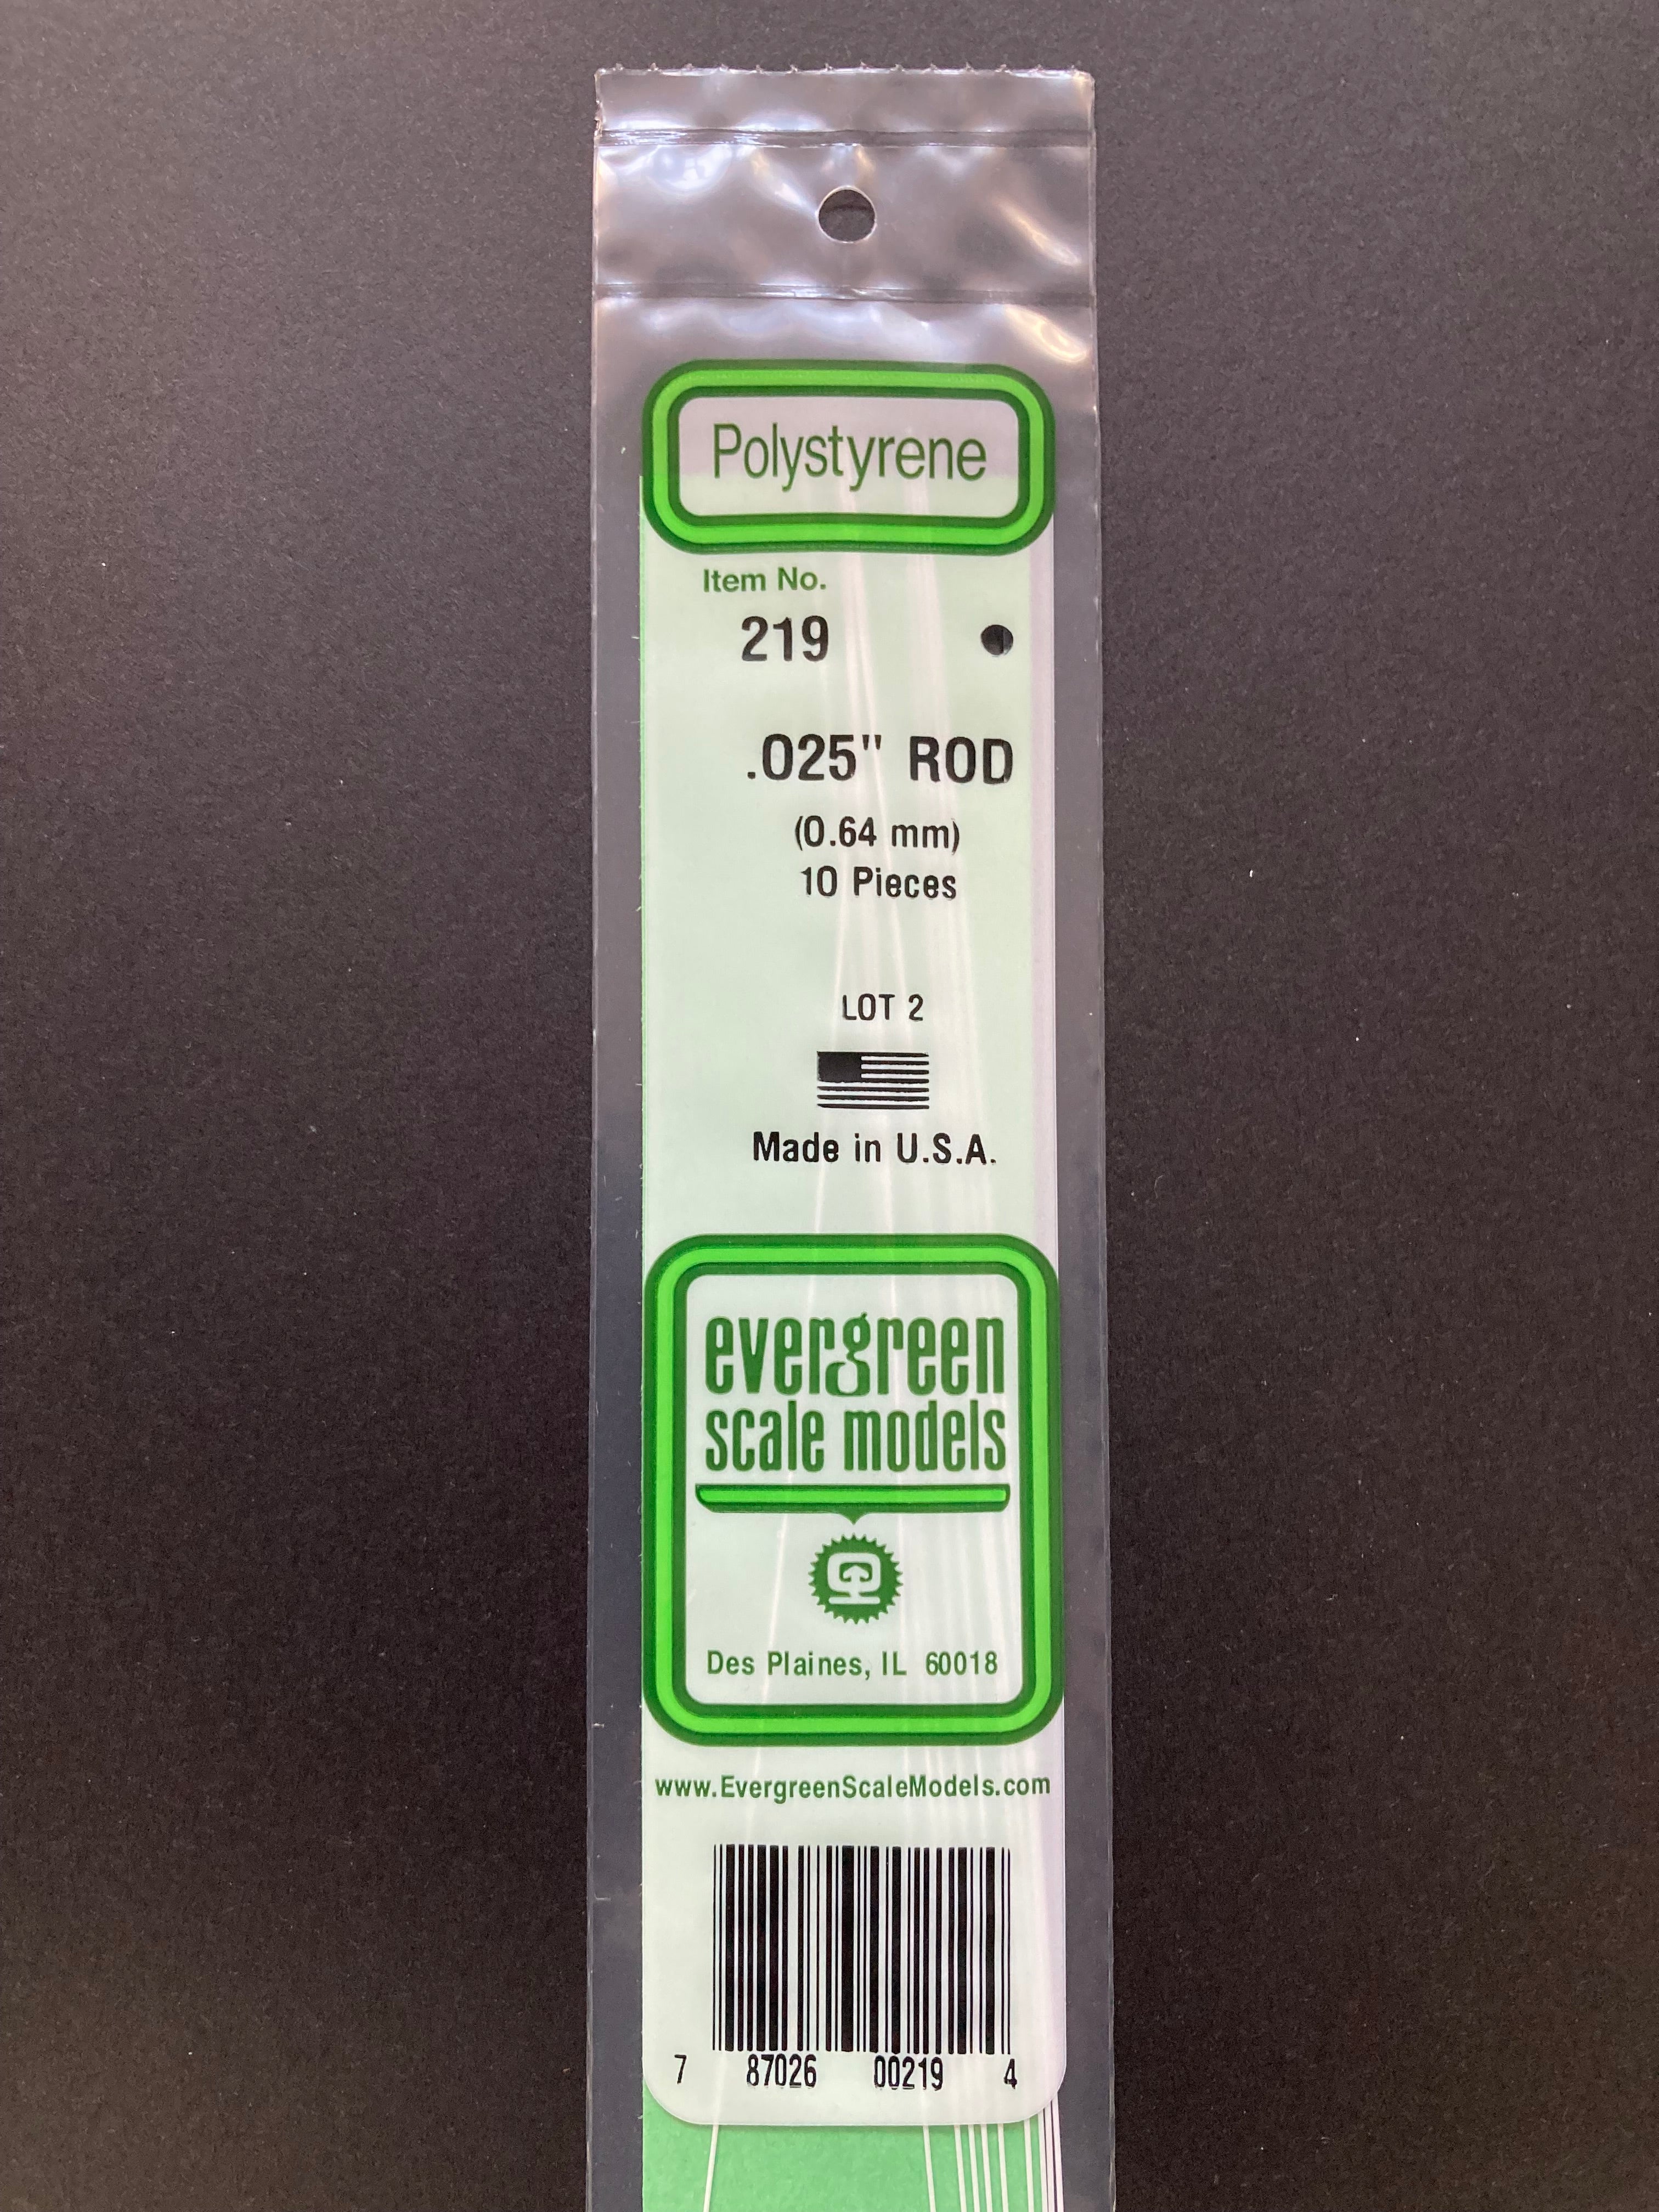 Polystyrene
Item No.
219
.025" ROD
(0.64 mm)
10 Pieces
LOT 2
Made in U.S.A.
evergreen
scale models
Des Plaines, IL 60018
www.EvergreenScaleModels.com
7 87026 00219 4